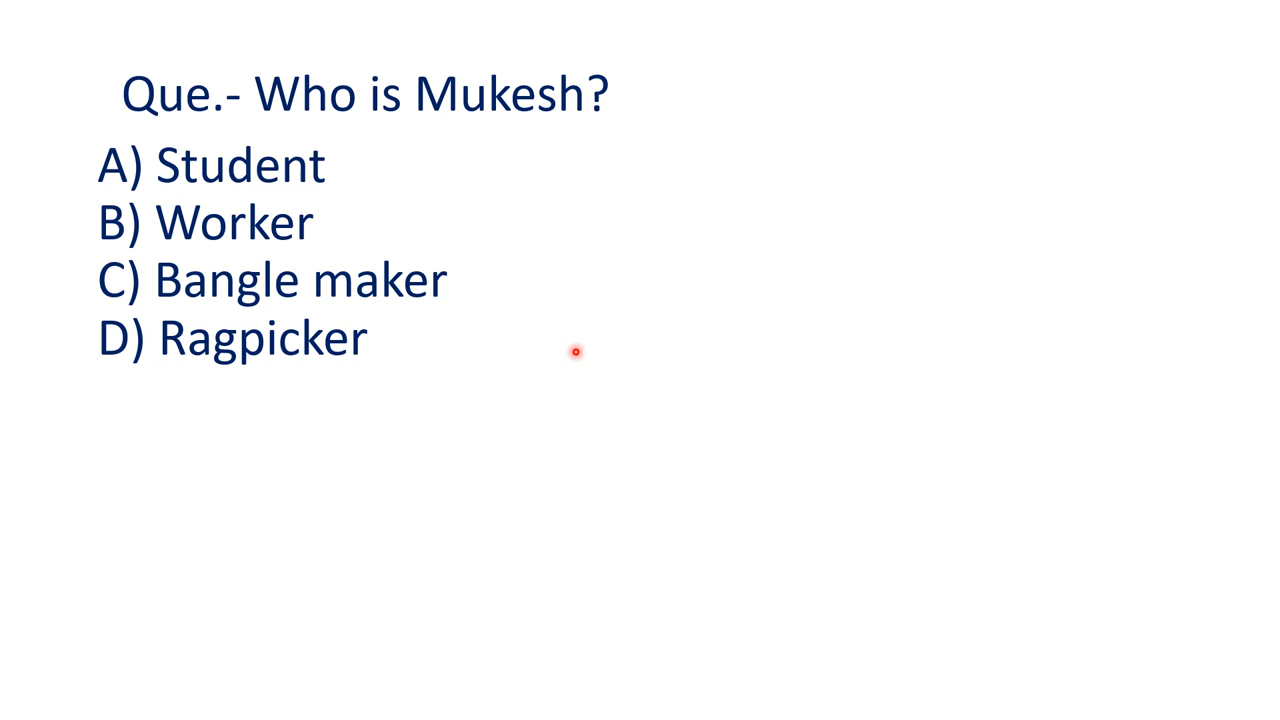 Que.- Who is Mukesh?
A) Student
B) Worker
C) Bangle maker
D) Ragpicker